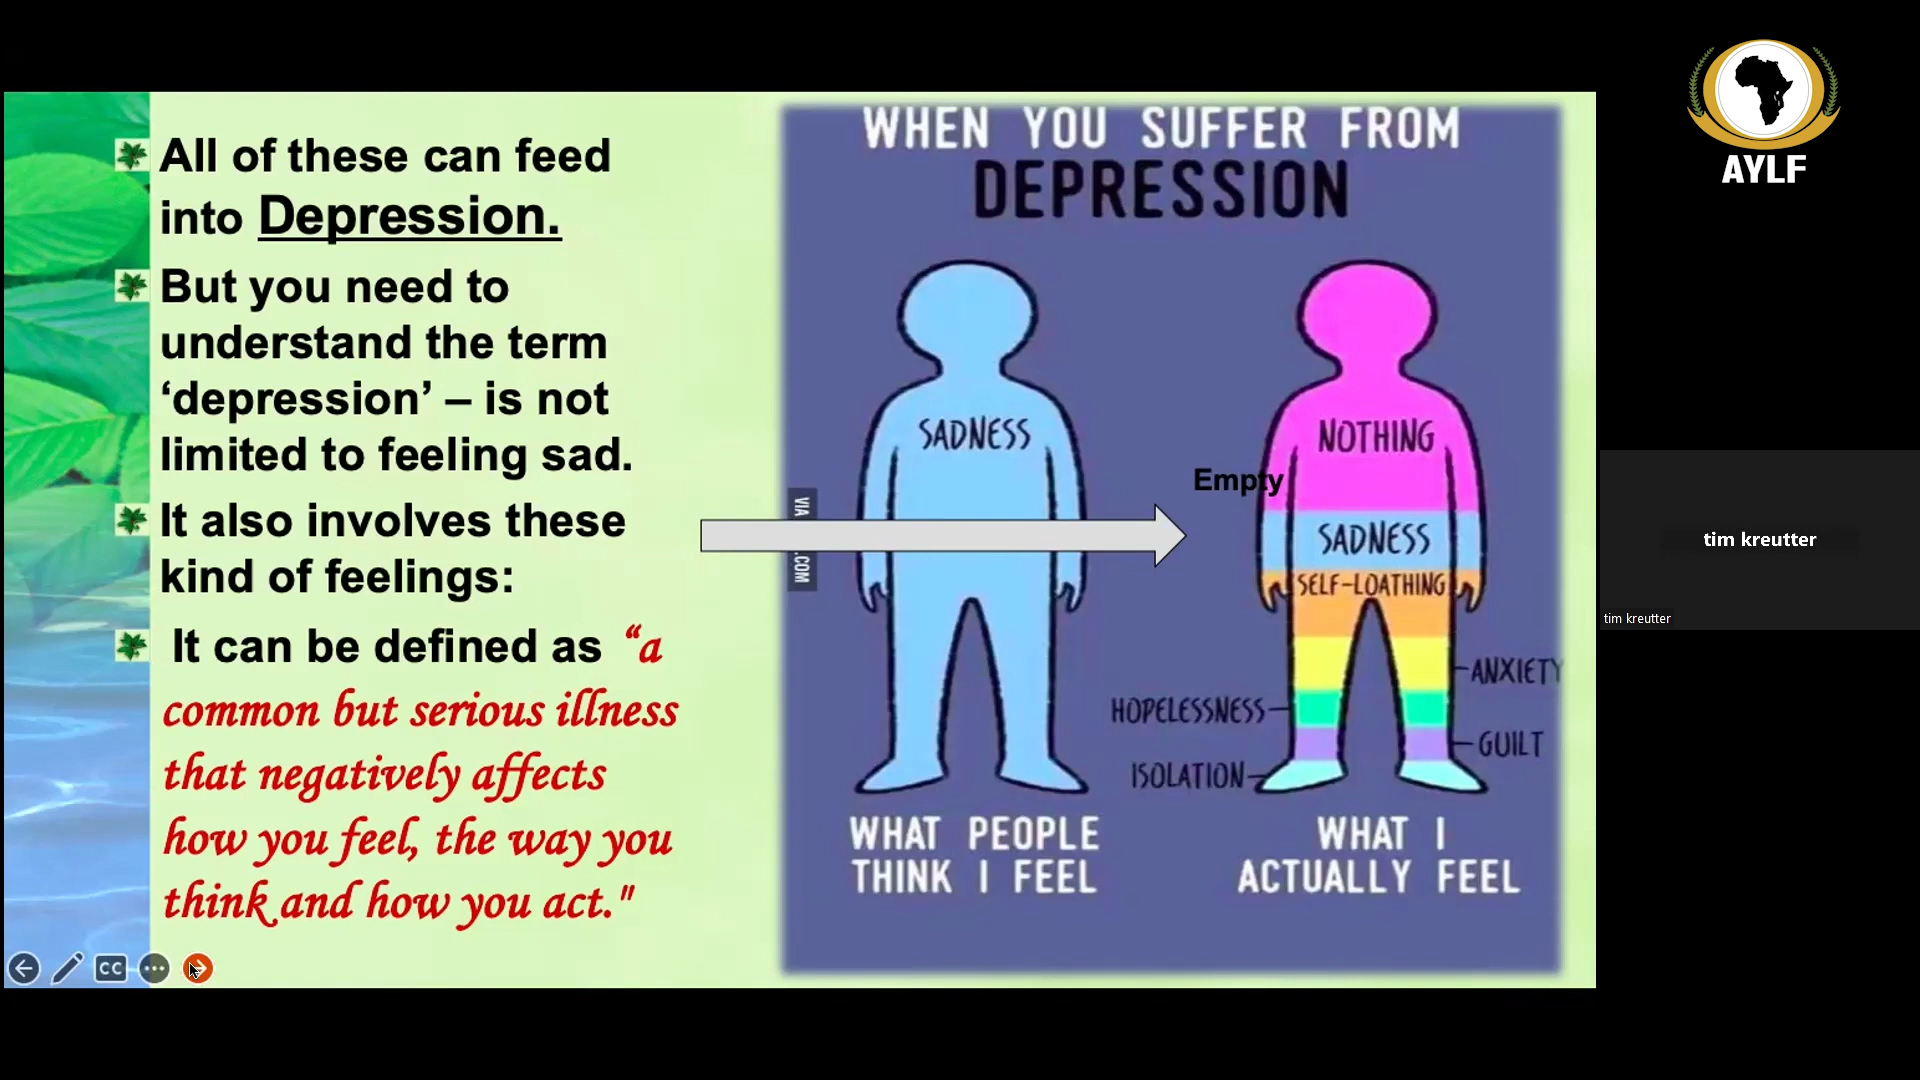 All of these can feed
into Depression.
But you need to
understand the term
‘depression’ – is not
limited to feeling sad.
It also involves these
kind of feelings:
It can be defined as “a
common but serious illness
that negatively affects
how you feel, the way you
think and how you act."
WHEN YOU SUFFER FROM
DEPRESSION
SADNESS
VIA
.COM
WHAT PEOPLE
THINK I FEEL
Empty
NOTHING
SADNESS
SELF-LOATHING
ANXIETY
HOPELESSNESS
GUILT
ISOLATION
WHAT I
ACTUALLY FEEL
CC
AYLF
tim kreutter
tim kreutter